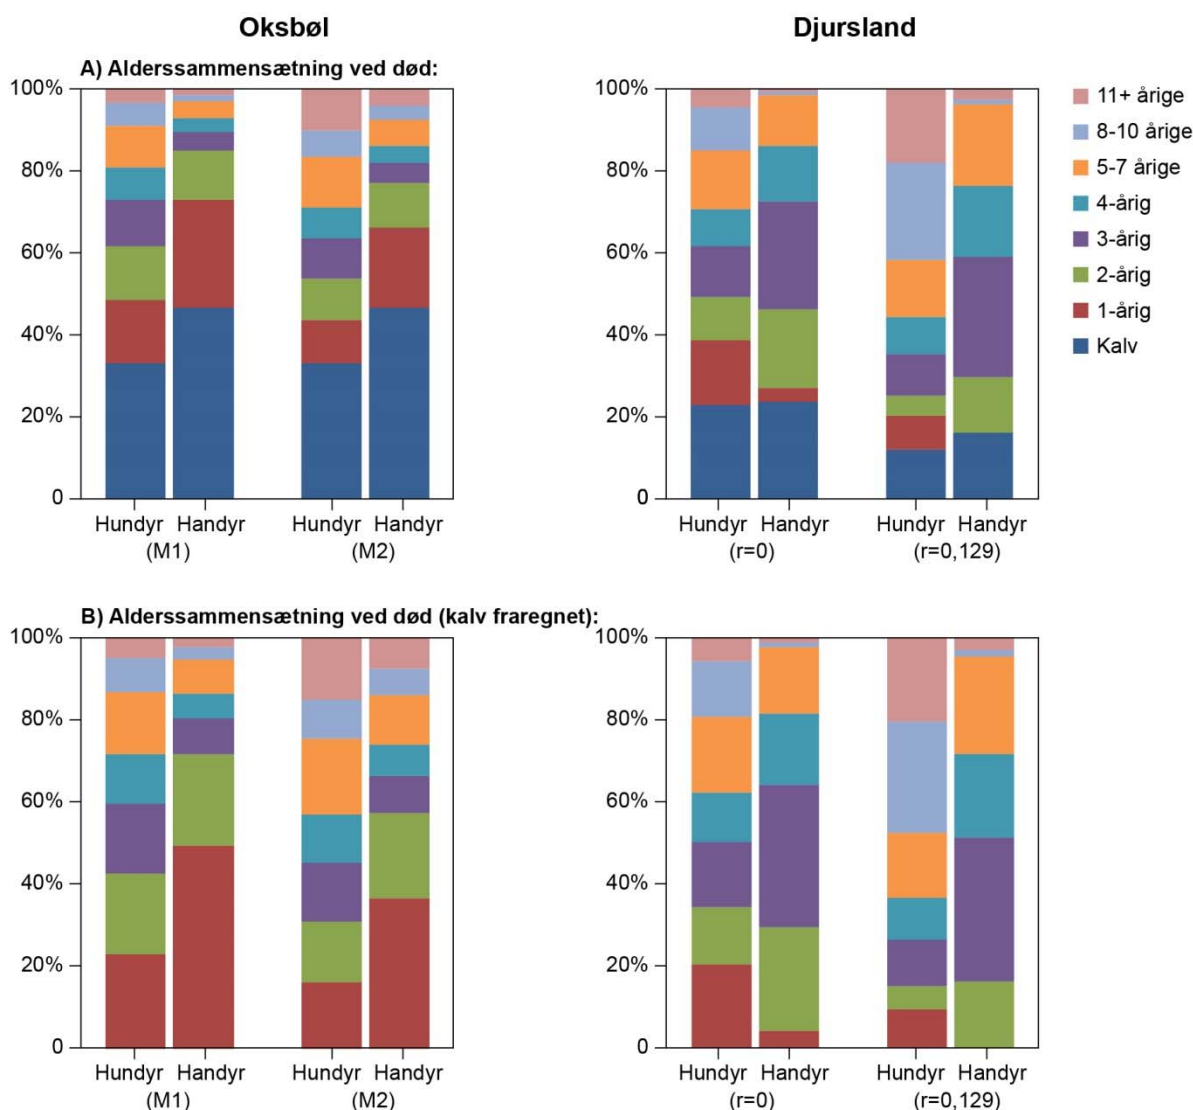 Oksbøl
Djursland
A) Alderssammensætning ved død:
100%
80%
60%
40%
20%
0
Hundyr Handyr Hundyr Handyr
(M1) (M2)
100%
80%
60%
40%
20%
0
Hundyr Handyr Hundyr Handyr
(r=0) (r=0,129)
11+ årige
8-10 årige
5-7 årige
4-årig
3-årig
2-årig
1-årig
Kalv
B) Alderssammensætning ved død (kalv fraregnet):
100%
80%
60%
40%
20%
0
Hundyr Handyr Hundyr Handyr
(M1) (M2)
100%
80%
60%
40%
20%
0
Hundyr Handyr Hundyr Handyr
(r=0) (r=0,129)